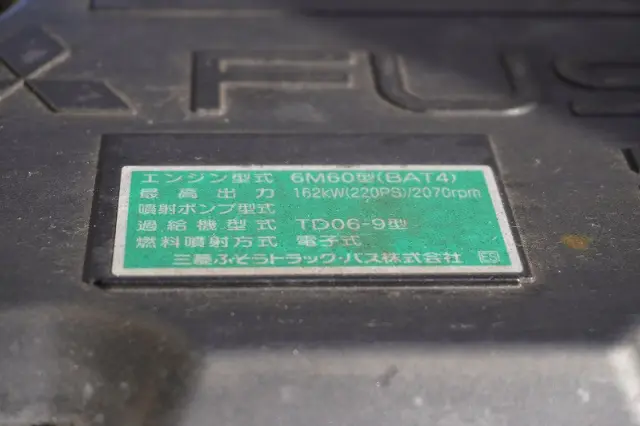 FUS
エンジン型式 6M60型(BAT4)
最高出力 162kW(220PS)/2070rpm
噴射ポンプ型式
過給機型式 TD06-9型
燃料噴射方式 電子式
三菱ふそうトラック・バス株式会社